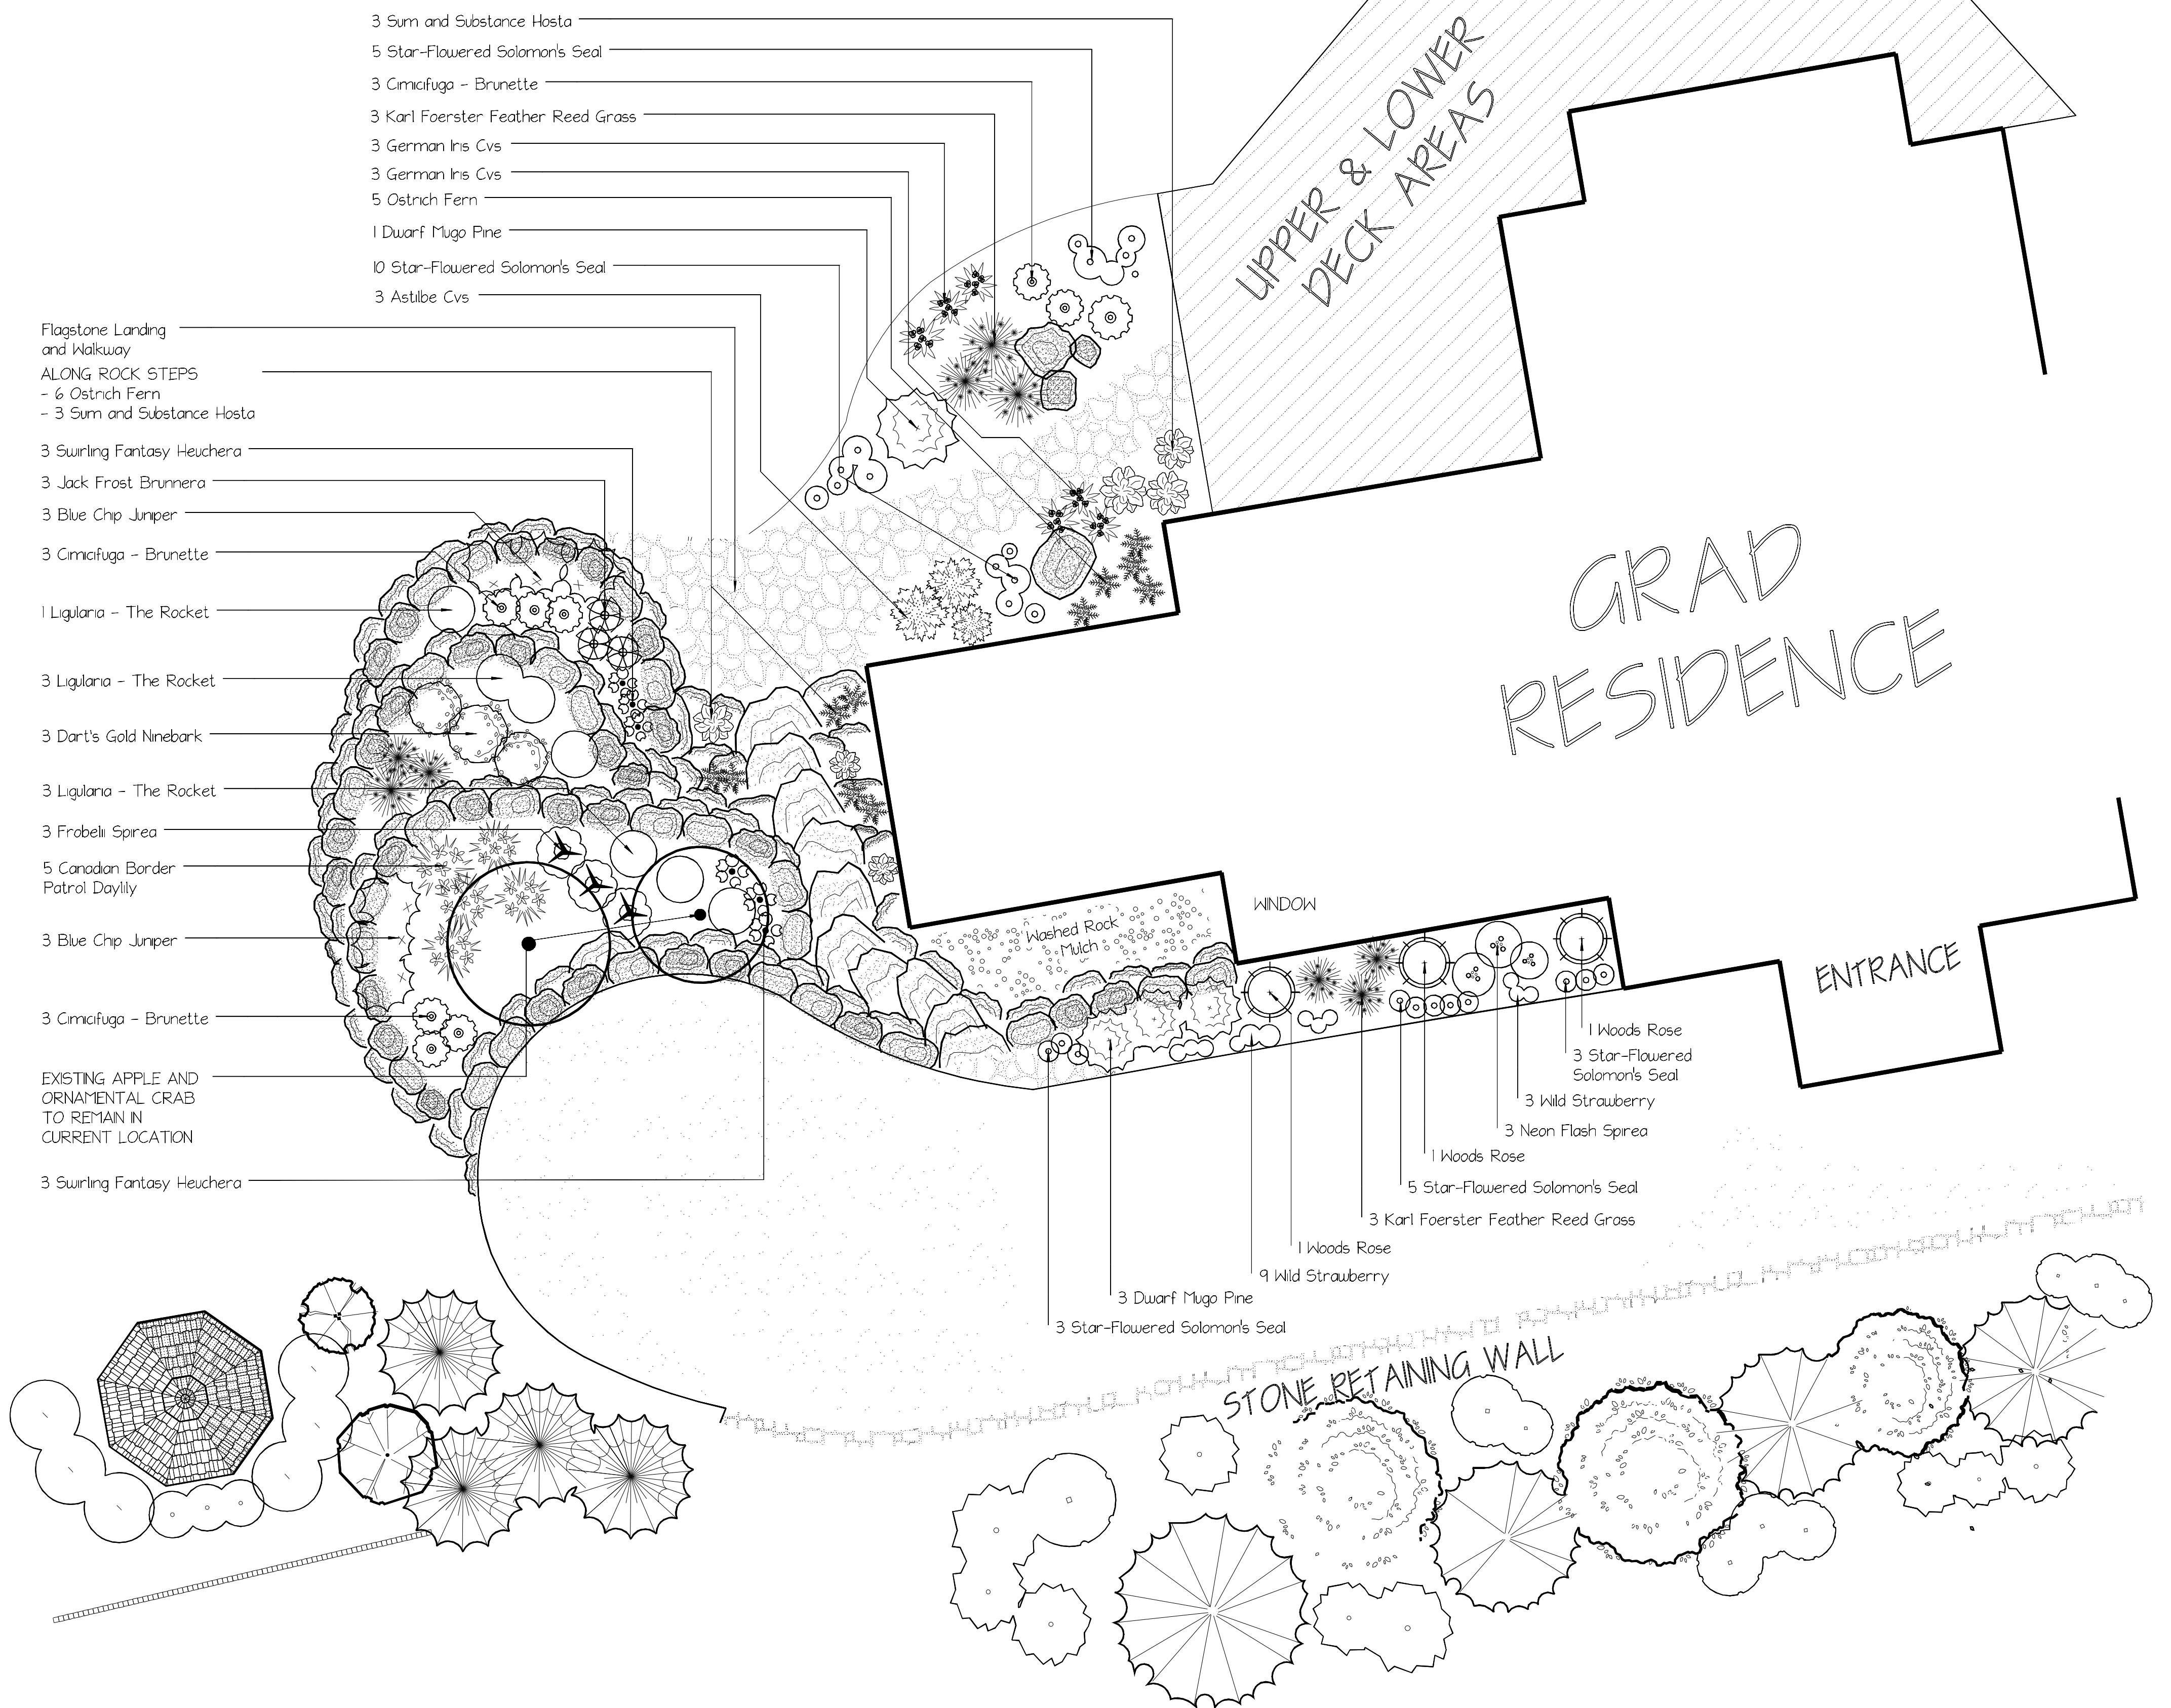 3 Sum and Substance Hosta
5 Star-Flowered Solomon's Seal
3 Cimicifuga - Brunette
3 Karl Foerster Feather Reed Grass
3 German Iris Cvs
3 German Iris Cvs
5 Ostrich Fern
1 Dwarf Mugo Pine
10 Star-Flowered Solomon's Seal
3 Astilbe Cvs
Flagstone Landing
and Walkway
ALONG ROCK STEPS
- 6 Ostrich Fern
- 3 Sum and Substance Hosta
3 Swirling Fantasy Heuchera
3 Jack Frost Brunnera
3 Blue Chip Juniper
3 Cimicifuga - Brunette
1 Ligularia - The Rocket
3 Ligularia - The Rocket
3 Dart's Gold Ninebark
3 Ligularia - The Rocket
3 Frobelii Spirea
5 Canadian Border
Patrol Daylily
3 Blue Chip Juniper
3 Cimicifuga - Brunette
EXISTING APPLE AND
ORNAMENTAL CRAB
TO REMAIN IN
CURRENT LOCATION
3 Swirling Fantasy Heuchera
UPPER & LOWER
DECK AREAS
GRAD
RESIDENCE
WINDOW
Washed Rock
Mulch
ENTRANCE
1 Woods Rose
3 Star-Flowered
Solomon's Seal
3 Wild Strawberry
3 Neon Flash Spirea
1 Woods Rose
5 Star-Flowered Solomon's Seal
3 Karl Foerster Feather Reed Grass
1 Woods Rose
9 Wild Strawberry
3 Dwarf Mugo Pine
3 Star-Flowered Solomon's Seal
STONE RETAINING WALL